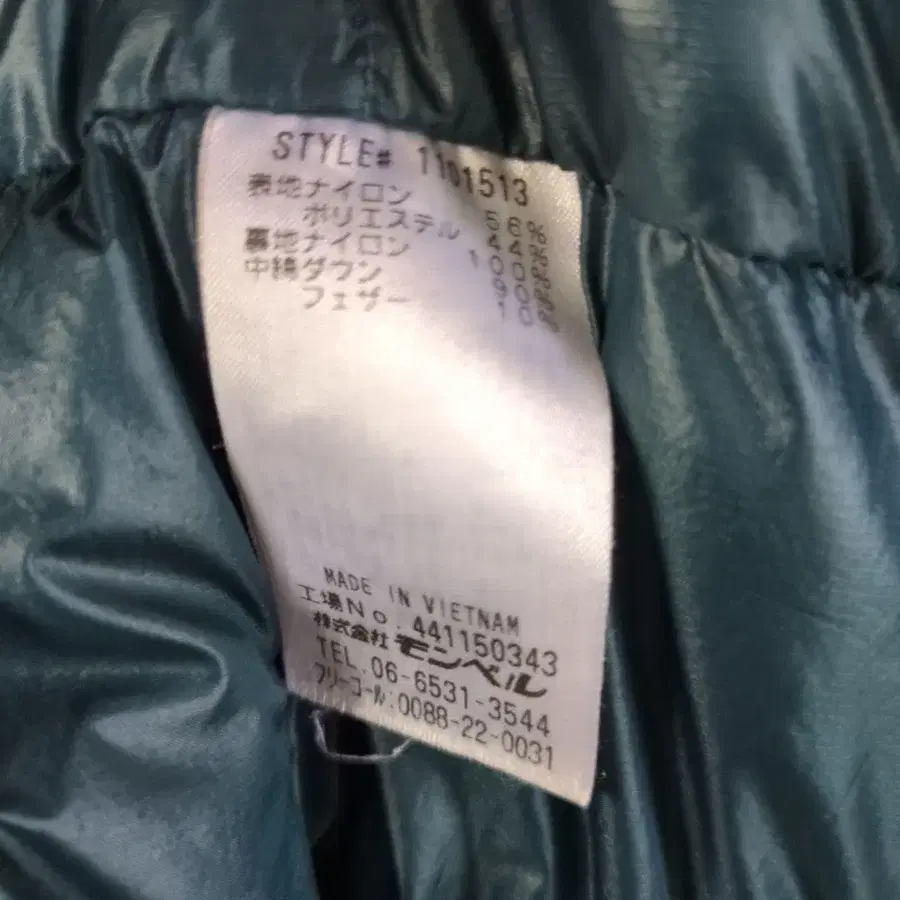 STYLE# 1101513
表地ナイロン 56%
ポリエステル 44%
裏地ナイロン 100%
中綿ダウン 90%
フェザー 10%
MADE IN VIETNAM
工場No. 441150343
株式会社モンベル
TEL.06-6531-3544
フリーコール:0088-22-0031